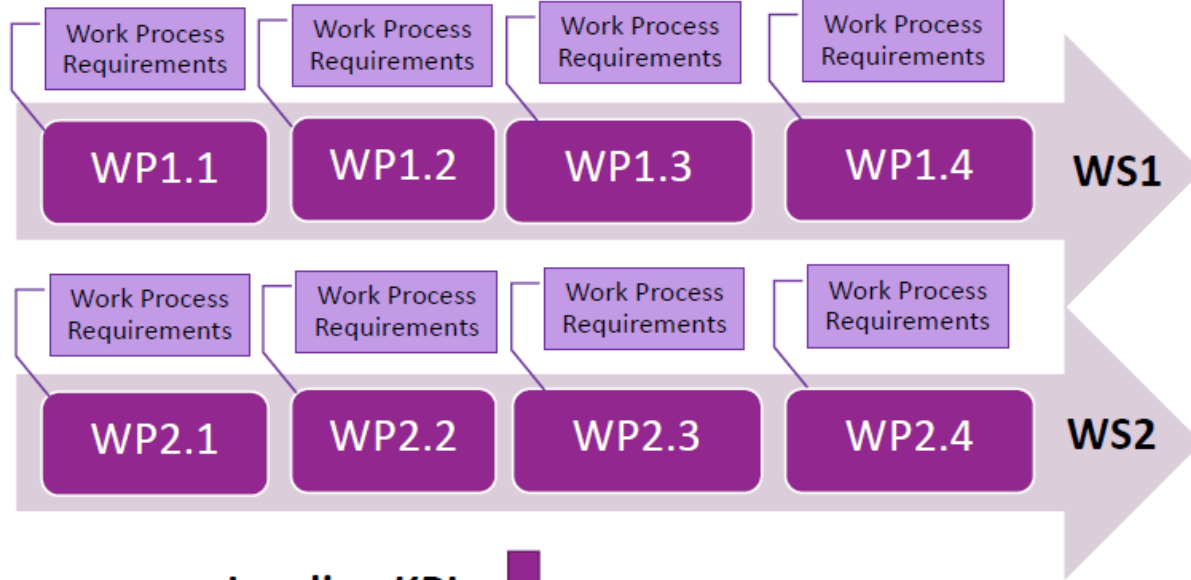 Work Process
Requirements
Work Process
Requirements
Work Process
Requirements
Work Process
Requirements
WP1.1
WP1.2
WP1.3
WP1.4
WS1
Work Process
Requirements
Work Process
Requirements
Work Process
Requirements
Work Process
Requirements
WP2.1
WP2.2
WP2.3
WP2.4
WS2